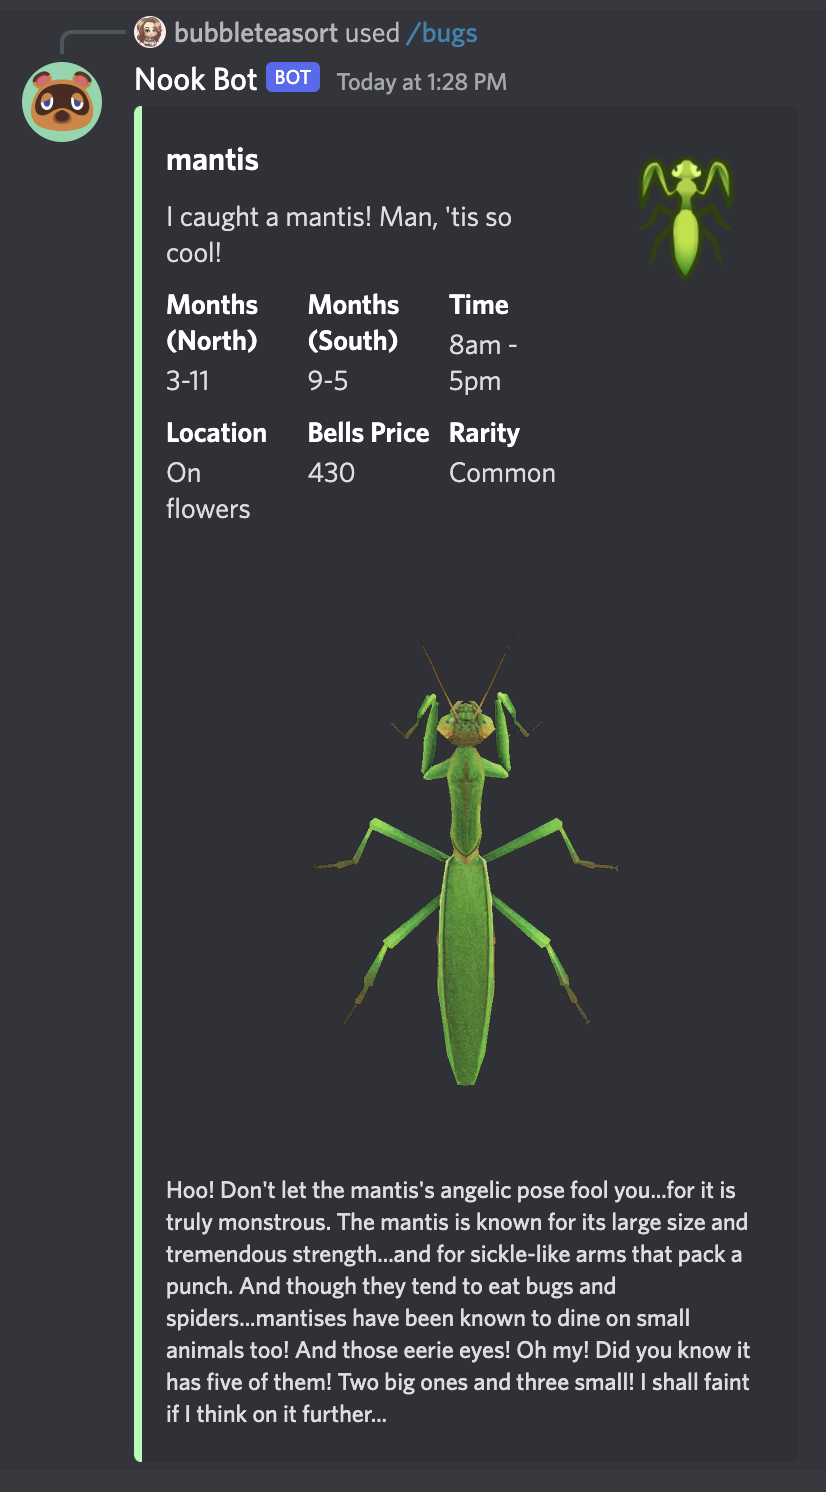 bubbleteasort used /bugs
Nook Bot BOT Today at 1:28 PM
mantis
I caught a mantis! Man, 'tis so
cool!
Months
(North)
3-11
Months
(South)
9-5
Time
8am -
5pm
Location
On
flowers
Bells Price
430
Rarity
Common
Hoo! Don't let the mantis's angelic pose fool you...for it is
truly monstrous. The mantis is known for its large size and
tremendous strength...and for sickle-like arms that pack a
punch. And though they tend to eat bugs and
spiders...mantises have been known to dine on small
animals too! And those eerie eyes! Oh my! Did you know it
has five of them! Two big ones and three small! I shall faint
if I think on it further...